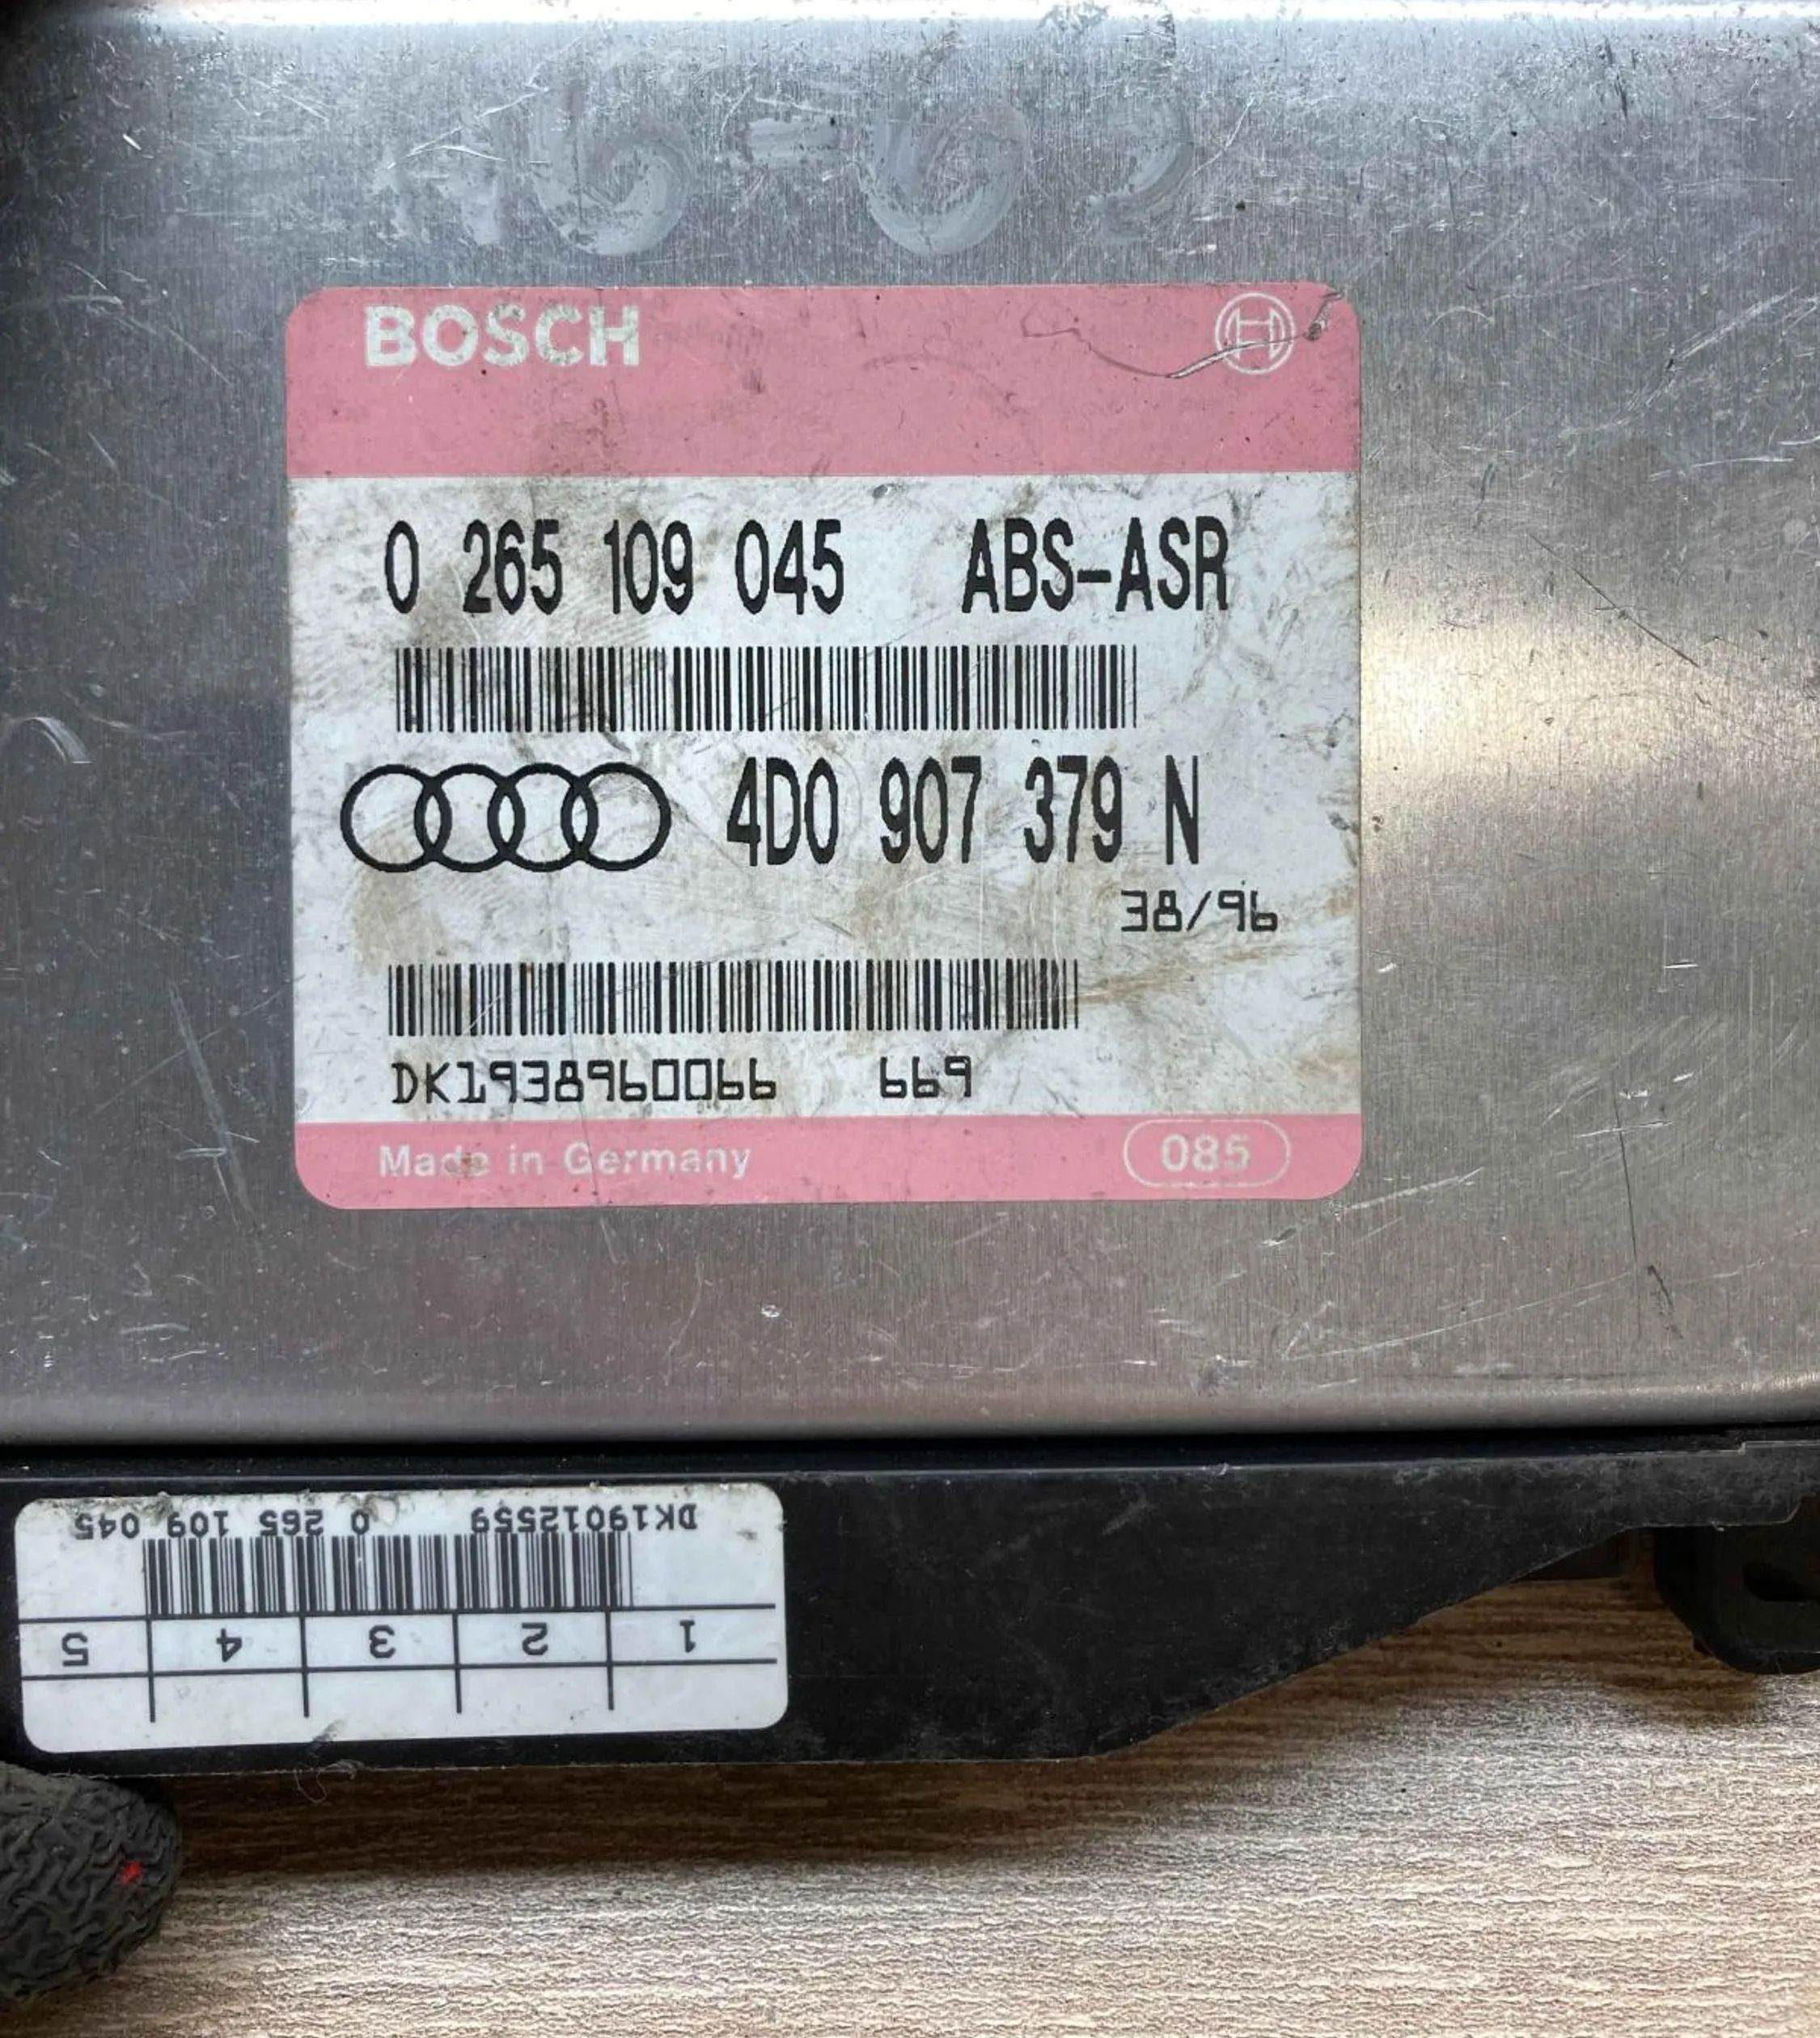 BOSCH
0 265 109 045 ABS-ASR
4D0 907 379 N
38/96
DK1938960066 669
Made in Germany 085
DK19012559 0 265 109 045
1 2 3 4 5